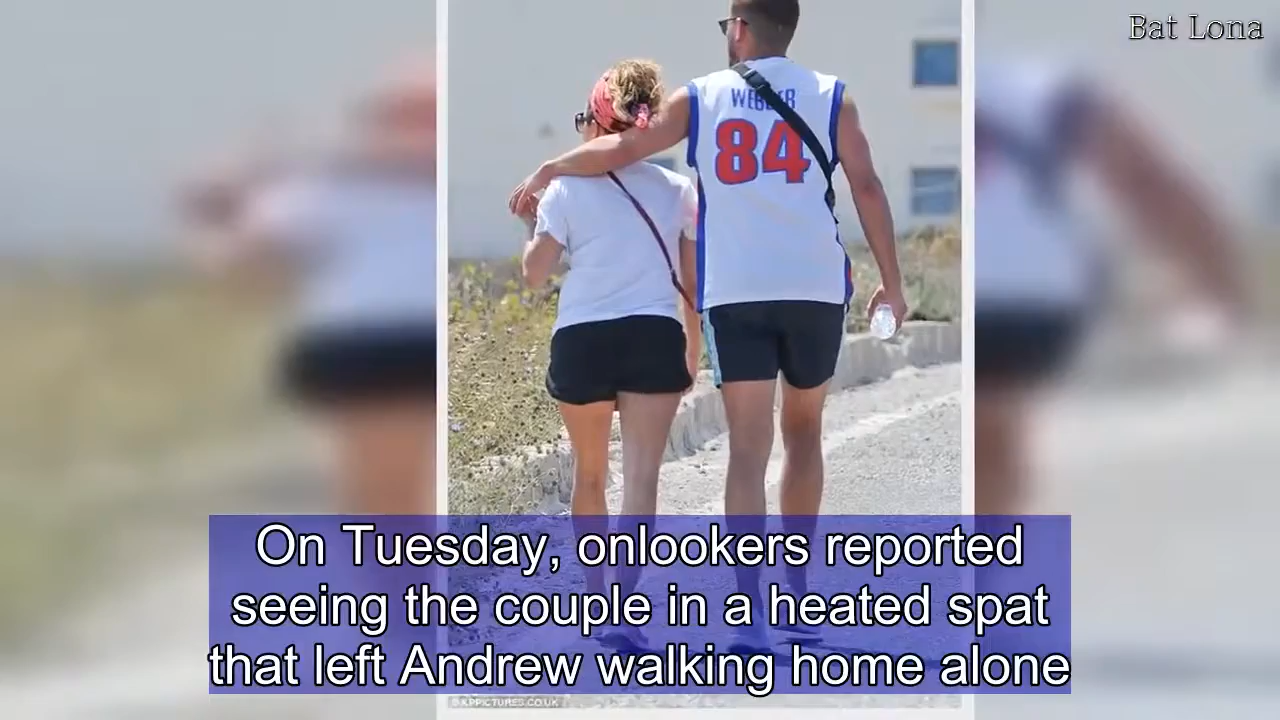 Bat Lona
WEBBER
84
On Tuesday, onlookers reported
seeing the couple in a heated spat
that left Andrew walking home alone